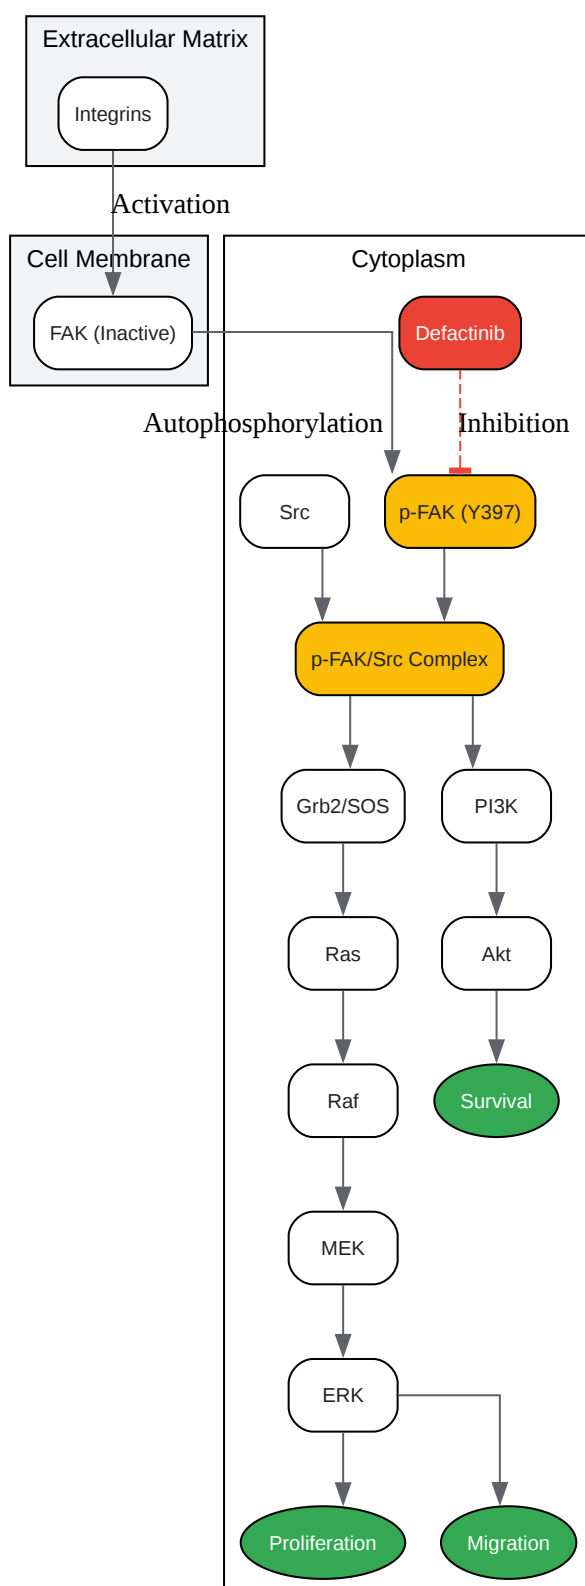 Extracellular Matrix
Integrins
Activation
Cell Membrane
Cytoplasm
FAK (Inactive)
Defactinib
Autophosphorylation
Inhibition
Src
p-FAK (Y397)
p-FAK/Src Complex
Grb2/SOS
PI3K
Ras
Akt
Raf
Survival
MEK
ERK
Proliferation
Migration